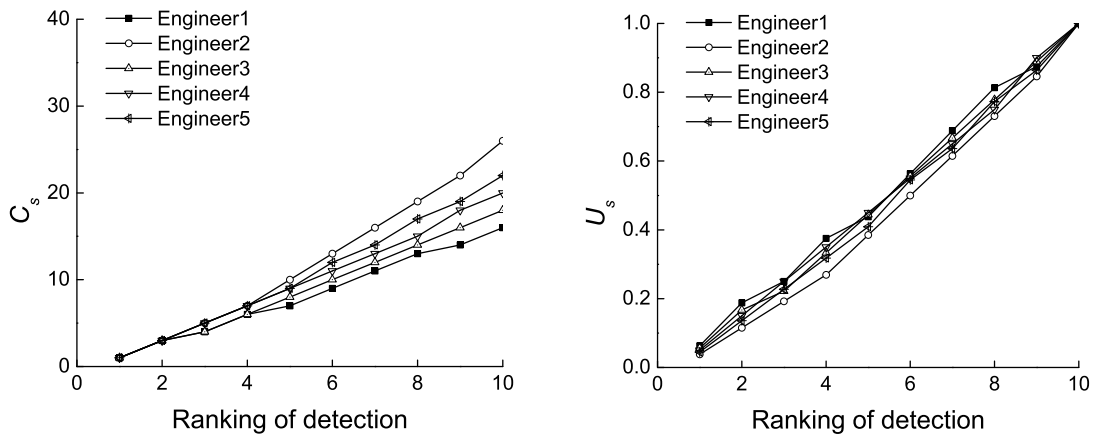 40
30
20
10
0
0
2
4
6
8
10
C_s
Ranking of detection
Engineer1
Engineer2
Engineer3
Engineer4
Engineer5
1.0
0.8
0.6
0.4
0.2
0.0
0
2
4
6
8
10
U_s
Ranking of detection
Engineer1
Engineer2
Engineer3
Engineer4
Engineer5